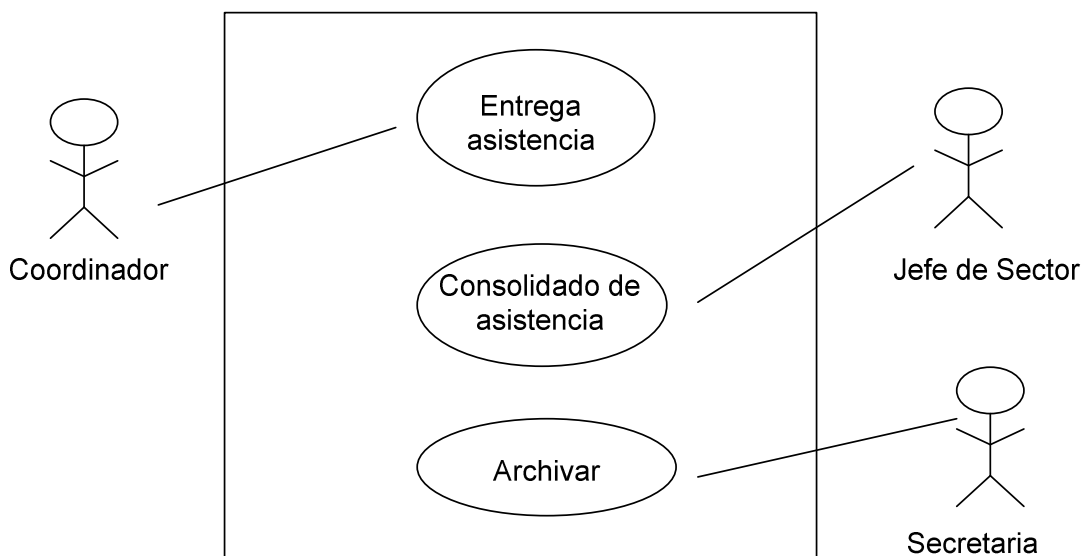 Entrega
asistencia
Coordinador
Jefe de Sector
Consolidado de
asistencia
Archivar
Secretaria